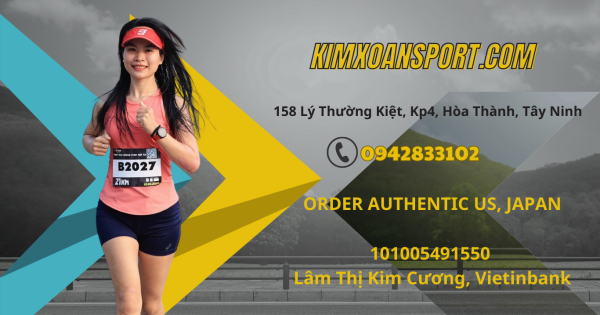 KIMXOANSPORT.COM
158 Lý Thường Kiệt, Kp4, Hòa Thành, Tây Ninh
0942833102
ORDER AUTHENTIC US, JAPAN
101005491550
Lâm Thị Kim Cương, Vietinbank
B2027
21KM